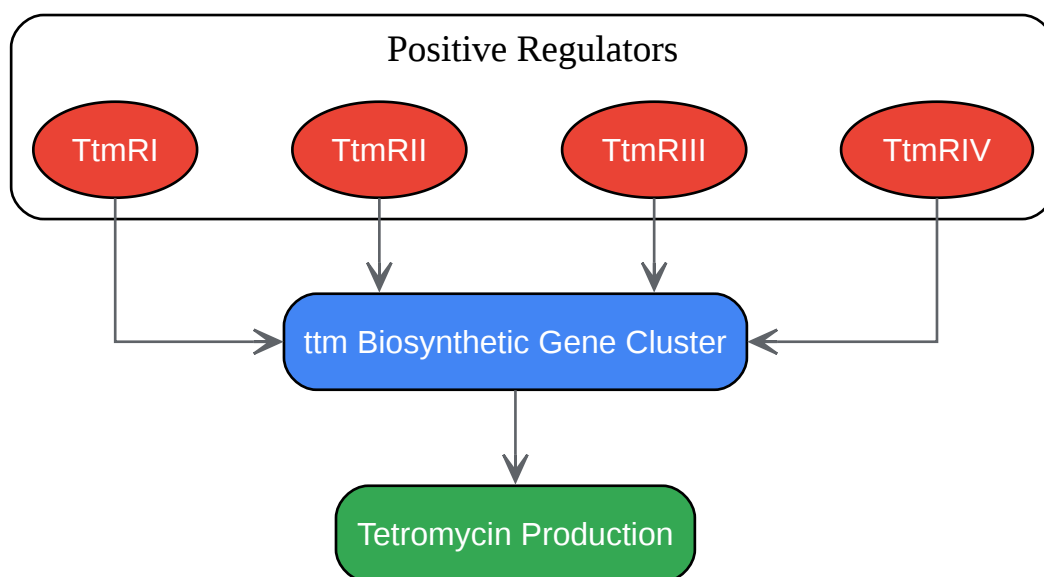 Positive Regulators
TtmRI
TtmRII
TtmRIII
TtmRIV
ttm Biosynthetic Gene Cluster
Tetromycin Production